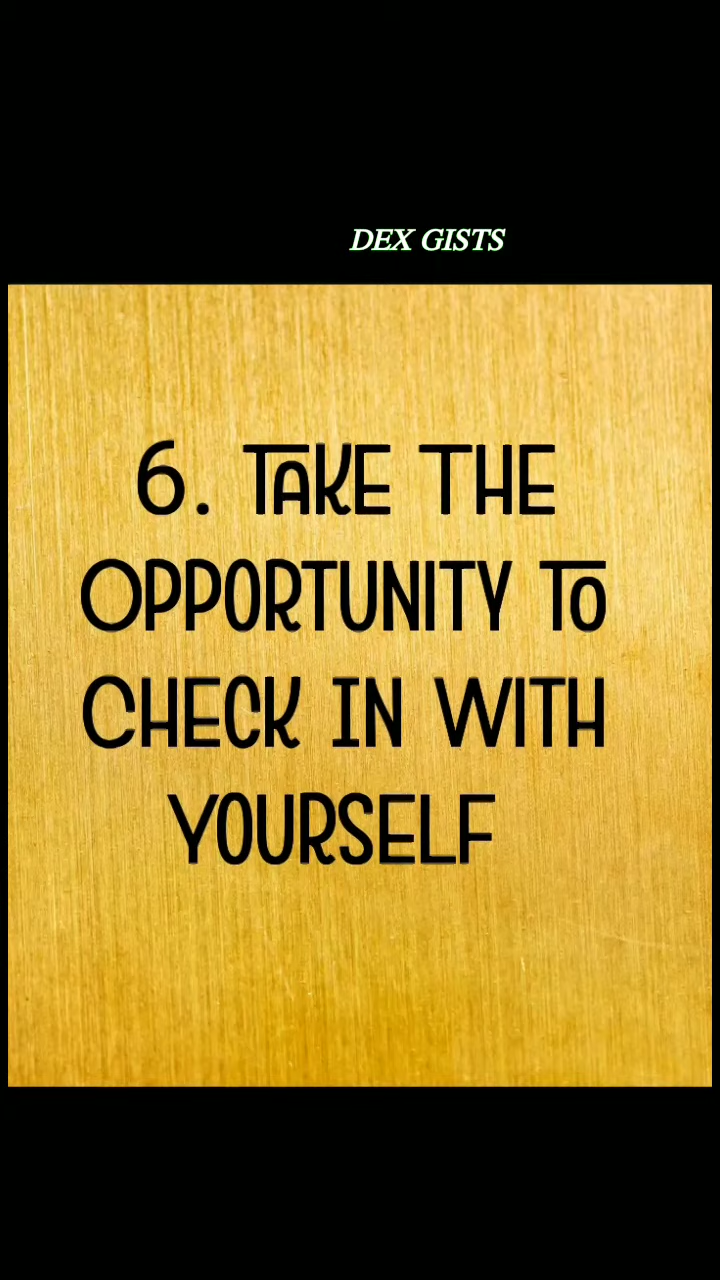 DEX GISTS
6. TAKE THE
OPPORTUNITY TO
CHECK IN WITH
YOURSELF